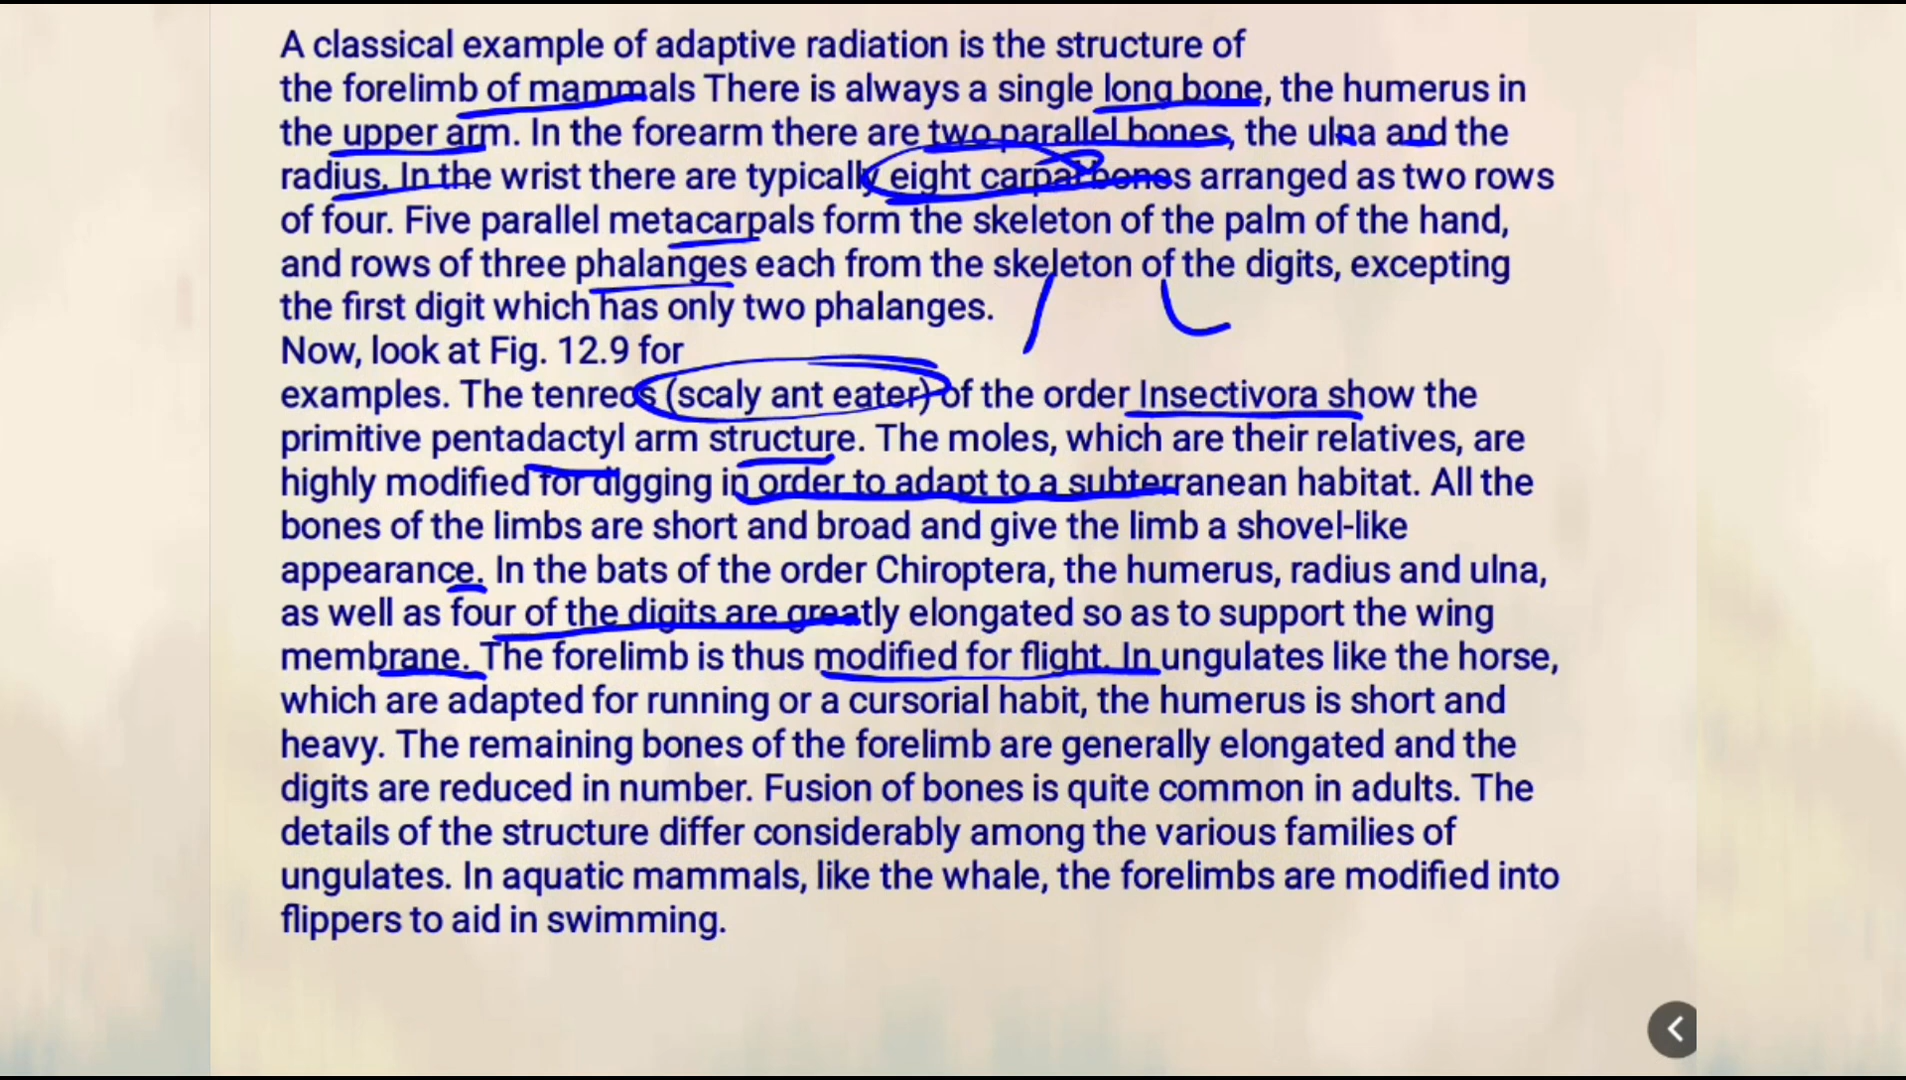 A classical example of adaptive radiation is the structure of
the forelimb of mammals There is always a single long bone, the humerus in
the upper arm. In the forearm there are two parallel bones, the ulna and the
radius. In the wrist there are typically eight carpal bones arranged as two rows
of four. Five parallel metacarpals form the skeleton of the palm of the hand,
and rows of three phalanges each from the skeleton of the digits, excepting
the first digit which has only two phalanges.
Now, look at Fig. 12.9 for
examples. The tenrecs (scaly ant eater) of the order Insectivora show the
primitive pentadactyl arm structure. The moles, which are their relatives, are
highly modified for digging in order to adapt to a subterranean habitat. All the
bones of the limbs are short and broad and give the limb a shovel-like
appearance. In the bats of the order Chiroptera, the humerus, radius and ulna,
as well as four of the digits are greatly elongated so as to support the wing
membrane. The forelimb is thus modified for flight. In ungulates like the horse,
which are adapted for running or a cursorial habit, the humerus is short and
heavy. The remaining bones of the forelimb are generally elongated and the
digits are reduced in number. Fusion of bones is quite common in adults. The
details of the structure differ considerably among the various families of
ungulates. In aquatic mammals, like the whale, the forelimbs are modified into
flippers to aid in swimming.